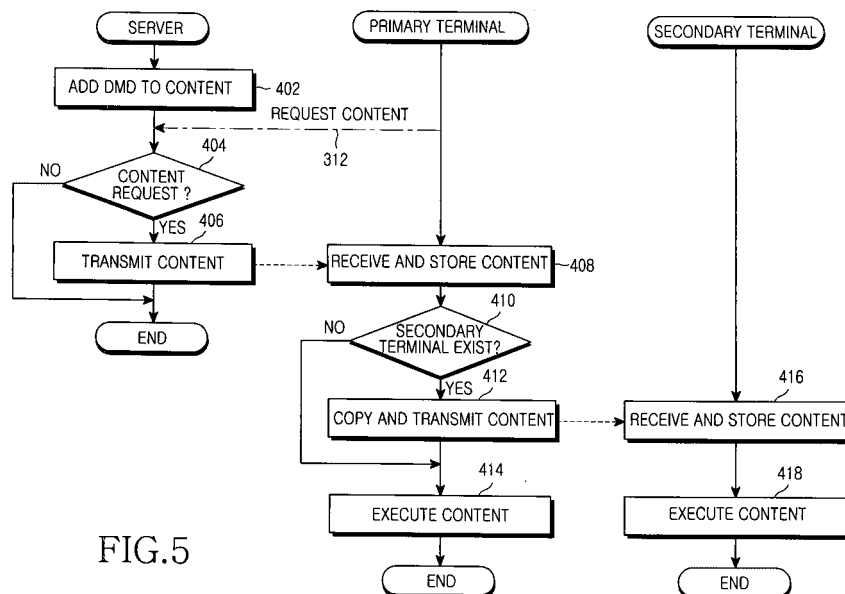 SERVER
PRIMARY TERMINAL
SECONDARY TERMINAL
ADD DMD TO CONTENT
402
REQUEST CONTENT
312
404
NO
CONTENT
REQUEST ?
YES
406
TRANSMIT CONTENT
RECEIVE AND STORE CONTENT
408
END
410
NO
SECONDARY
TERMINAL EXIST?
YES
412
COPY AND TRANSMIT CONTENT
416
RECEIVE AND STORE CONTENT
414
EXECUTE CONTENT
418
EXECUTE CONTENT
END
END
FIG.5